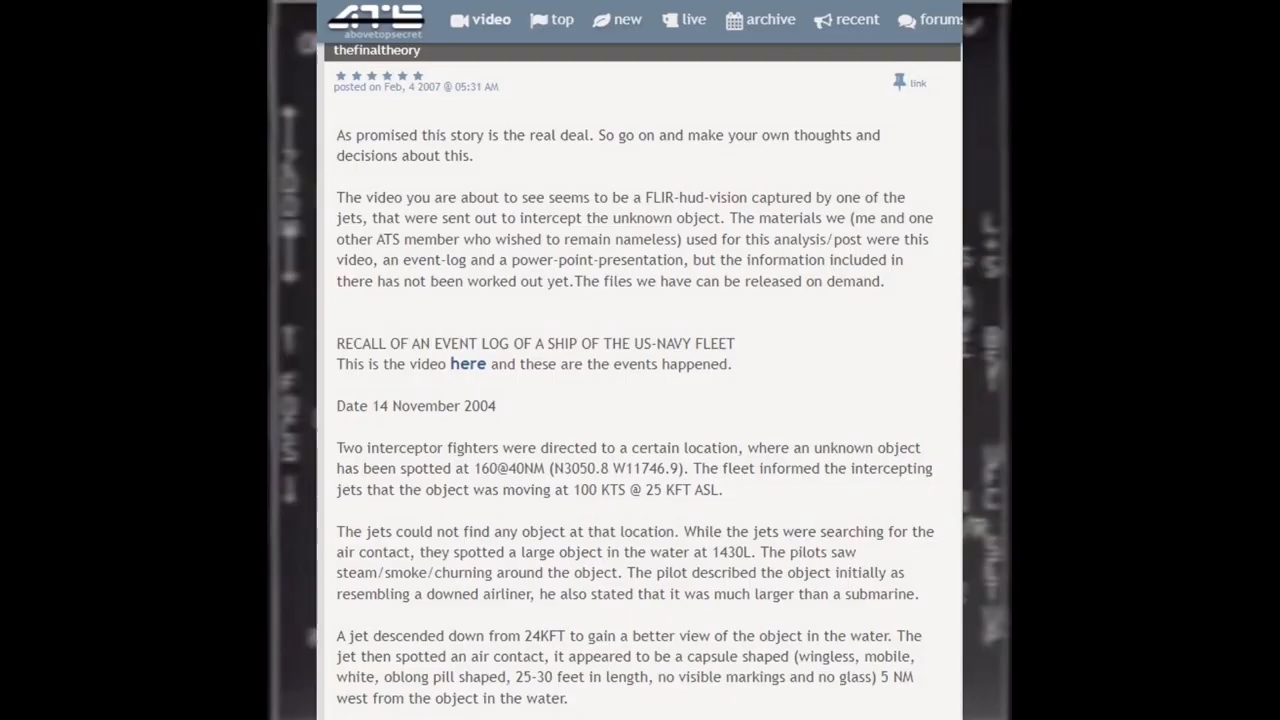 ATS
abovetopsecret
video top new live archive recent forums
thefinaltheory
posted on Feb, 4 2007 @ 05:31 AM
link
As promised this story is the real deal. So go on and make your own thoughts and
decisions about this.
The video you are about to see seems to be a FLIR-hud-vision captured by one of the
jets, that were sent out to intercept the unknown object. The materials we (me and one
other ATS member who wished to remain nameless) used for this analysis/post were this
video, an event-log and a power-point-presentation, but the information included in
there has not been worked out yet.The files we have can be released on demand.
RECALL OF AN EVENT LOG OF A SHIP OF THE US-NAVY FLEET
This is the video here and these are the events happened.
Date 14 November 2004
Two interceptor fighters were directed to a certain location, where an unknown object
has been spotted at 160@40NM (N3050.8 W11746.9). The fleet informed the intercepting
jets that the object was moving at 100 KTS @ 25 KFT ASL.
The jets could not find any object at that location. While the jets were searching for the
air contact, they spotted a large object in the water at 1430L. The pilots saw
steam/smoke/churning around the object. The pilot described the object initially as
resembling a downed airliner, he also stated that it was much larger than a submarine.
A jet descended down from 24KFT to gain a better view of the object in the water. The
jet then spotted an air contact, it appeared to be a capsule shaped (wingless, mobile,
white, oblong pill shaped, 25-30 feet in length, no visible markings and no glass) 5 NM
west from the object in the water.